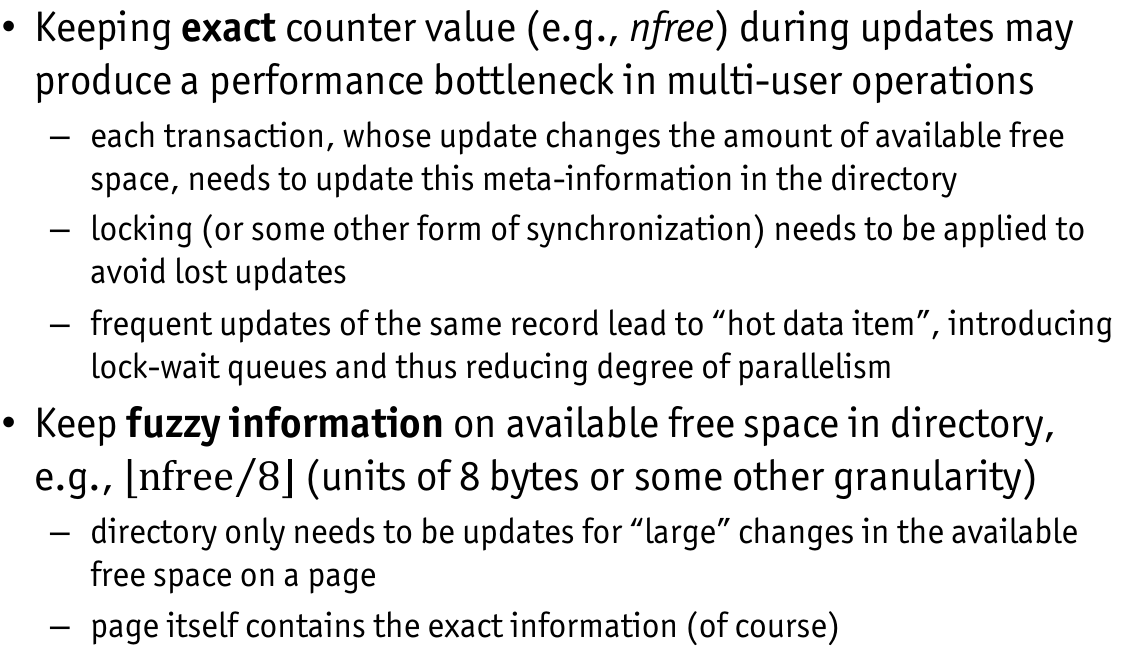 • Keeping exact counter value (e.g., nfree) during updates may
produce a performance bottleneck in multi-user operations
– each transaction, whose update changes the amount of available free
space, needs to update this meta-information in the directory
– locking (or some other form of synchronization) needs to be applied to
avoid lost updates
– frequent updates of the same record lead to “hot data item”, introducing
lock-wait queues and thus reducing degree of parallelism
• Keep fuzzy information on available free space in directory,
e.g., ⌊nfree/8⌋ (units of 8 bytes or some other granularity)
– directory only needs to be updates for “large” changes in the available
free space on a page
– page itself contains the exact information (of course)